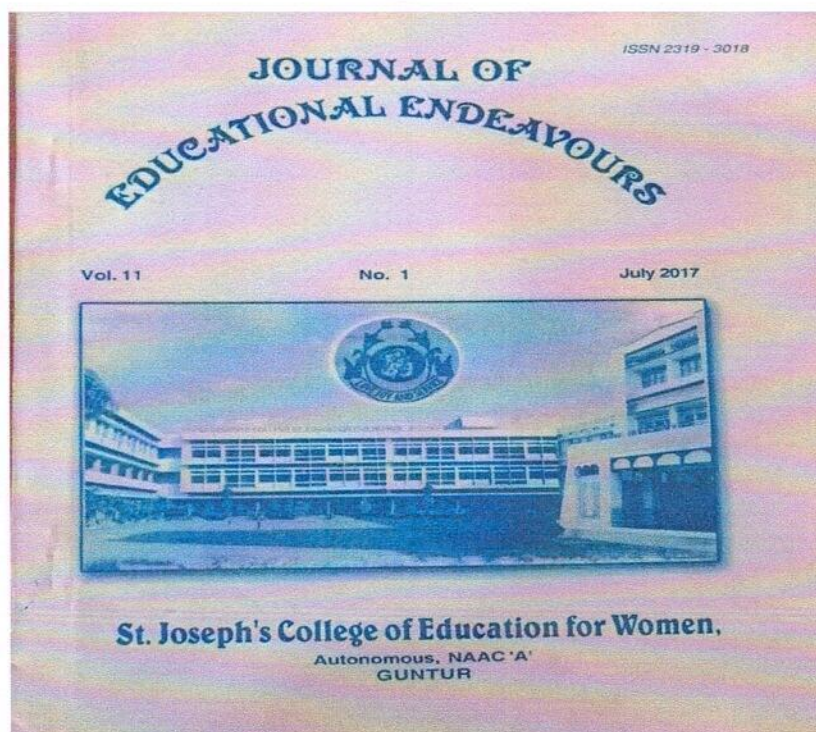 ISSN 2319 - 3018
JOURNAL OF
EDUCATIONAL ENDEAVOURS
Vol. 11 No. 1 July 2017
St. Joseph's College of Education for Women,
Autonomous, NAAC 'A'
GUNTUR